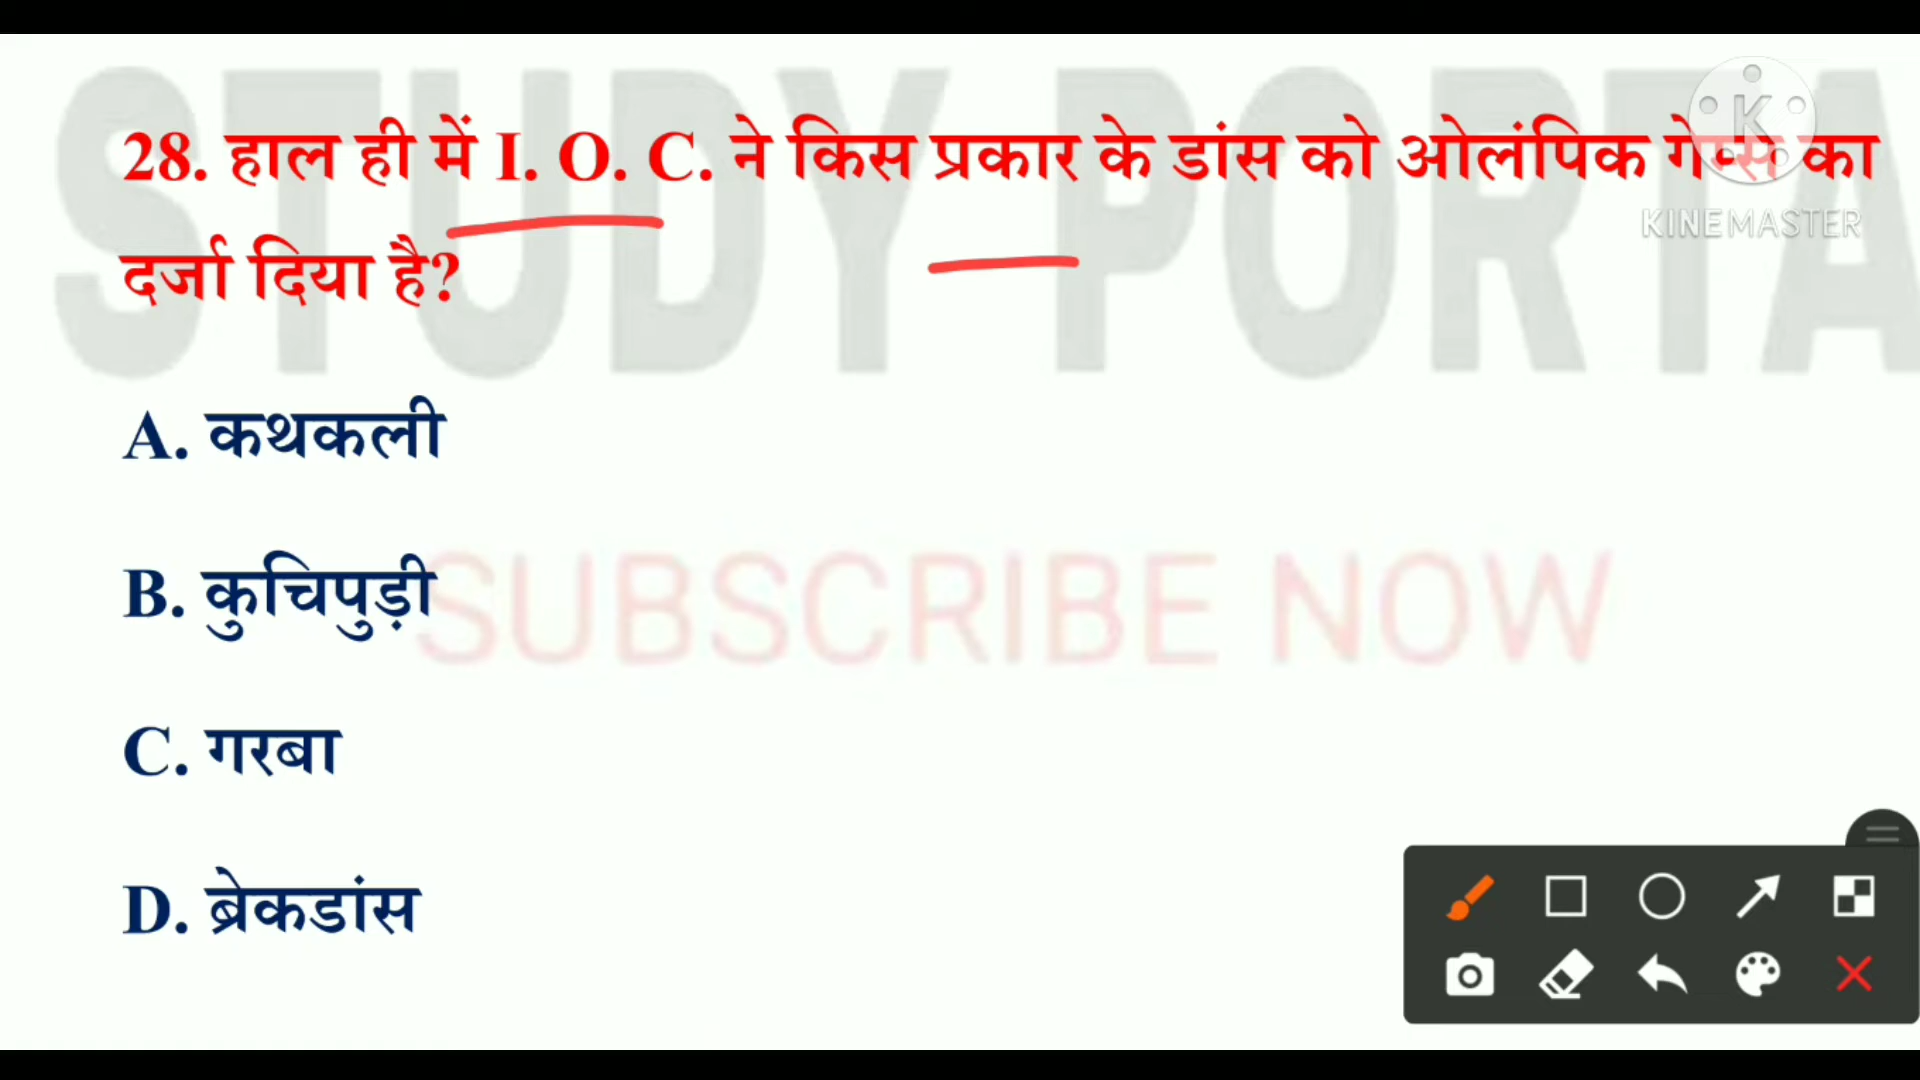 STUDY PORTA
K
KINEMASTER
28. हाल ही में I. O. C. ने किस प्रकार के डांस को ओलंपिक गेम्स का
दर्जा दिया है?
A. कथकली
B. कुचिपुड़ी
SUBSCRIBE NOW
C. गरबा
D. ब्रेकडांस